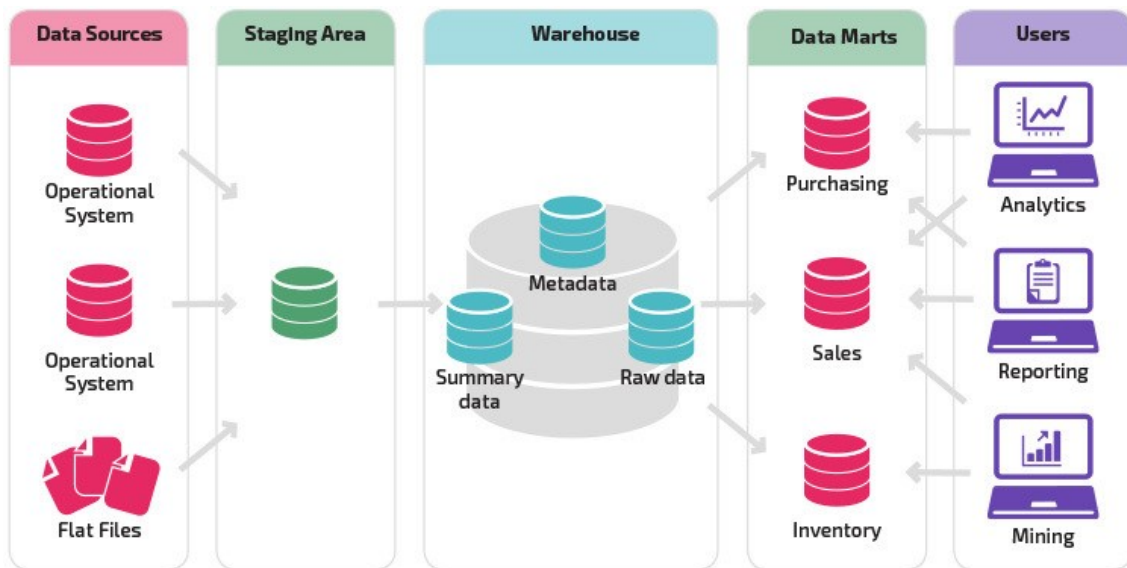 Data Sources
Staging Area
Warehouse
Data Marts
Users
Operational
System
Operational
System
Flat Files
Metadata
Summary
data
Raw data
Purchasing
Sales
Inventory
Analytics
Reporting
Mining